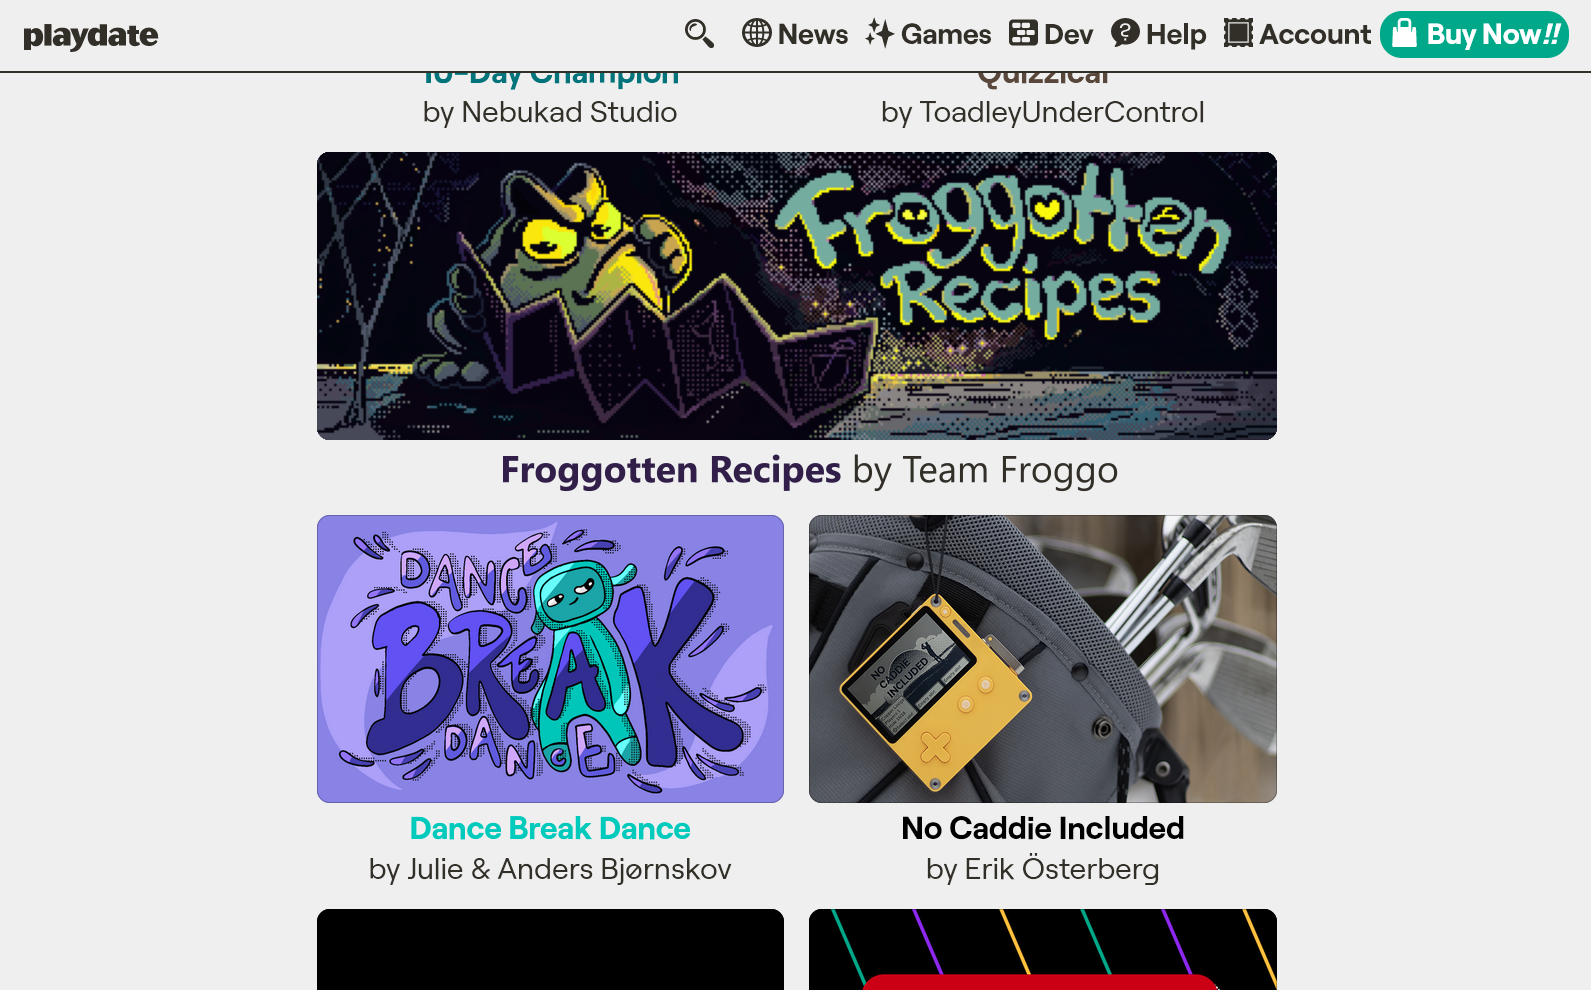 playdate
News
Games
Dev
Help
Account
Buy Now!!
10-Day Champion
Quizzical
by Nebukad Studio
by ToadleyUnderControl
Froggotten
Recipes
Froggotten Recipes by Team Froggo
DANCE
BREAK
DANCE
NO
CADDIE
INCLUDED
Dance Break Dance
No Caddie Included
by Julie & Anders Bjørnskov
by Erik Österberg